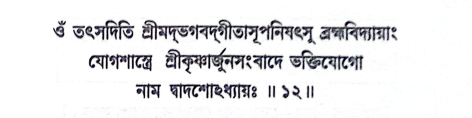 ওঁ তৎসদিতি শ্রীমদ্‌ভগবদ্‌গীতাসূপনিষৎসু ব্রহ্মবিদ্যায়াং
যোগশাস্ত্রে শ্রীকৃষ্ণার্জুনসংবাদে ভক্তিযোগো
নাম দ্বাদশোঽধ্যায়ঃ ॥ ১২॥